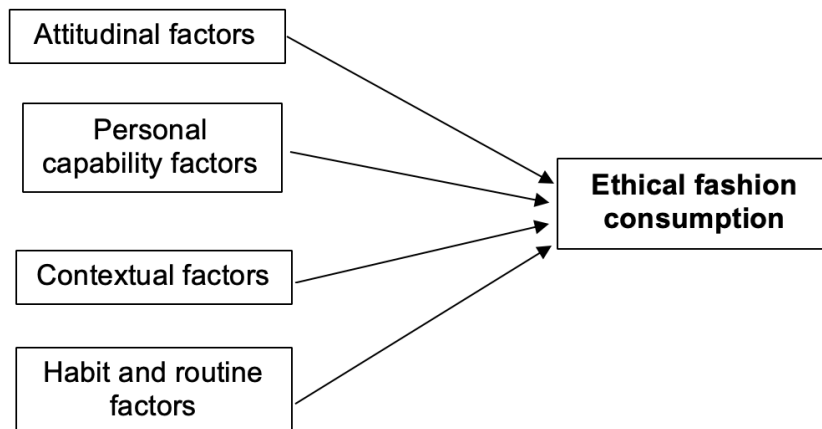 Attitudinal factors
Personal
capability factors
Ethical fashion
consumption
Contextual factors
Habit and routine
factors